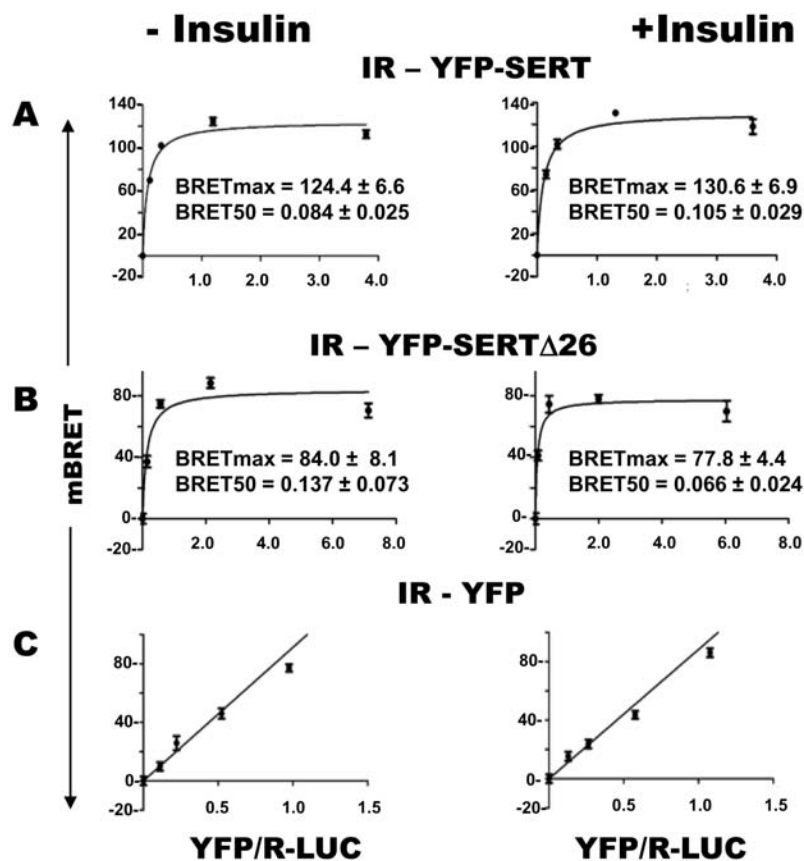 - Insulin +Insulin
IR – YFP-SERT
A
140 140
100 100
60 60
20 20
-20 -20
BRETmax = 124.4 ± 6.6 BRETmax = 130.6 ± 6.9
BRET50 = 0.084 ± 0.025 BRET50 = 0.105 ± 0.029
1.0 2.0 3.0 4.0 1.0 2.0 3.0 4.0
IR – YFP-SERTΔ26
B
mBRET
80 80
40 40
0 0
-20 -20
BRETmax = 84.0 ± 8.1 BRETmax = 77.8 ± 4.4
BRET50 = 0.137 ± 0.073 BRET50 = 0.066 ± 0.024
2.0 4.0 6.0 8.0 2.0 4.0 6.0 8.0
IR - YFP
C
80 80
40 40
0 0
-20 -20
0.5 1.0 1.5 0.5 1.0 1.5
YFP/R-LUC YFP/R-LUC